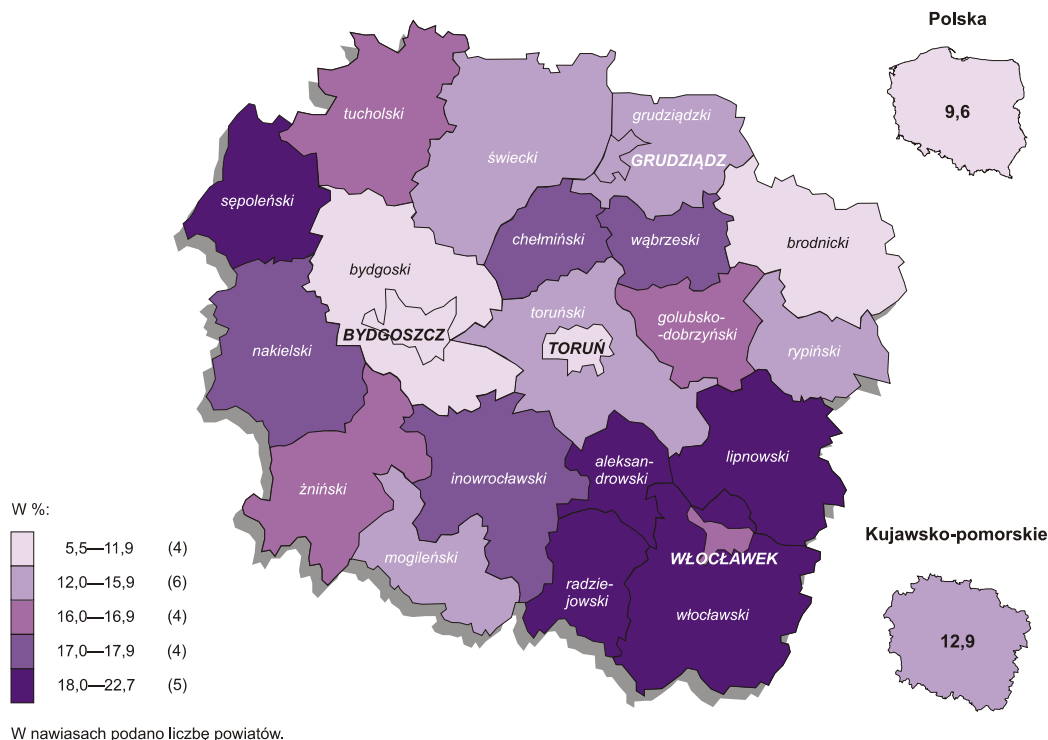 Polska
9,6
tucholski
grudziądzki
świecki
GRUDZIĄDZ
sępoleński
chełmiński
wąbrzeski
brodnicki
bydgoski
toruński
golubsko-
-dobrzyński
BYDGOSZCZ
TORUŃ
nakielski
rypiński
aleksan-
drowski
lipnowski
inowrocławski
żniński
mogileński
WŁOCŁAWEK
radzie-
jowski
włocławski
Kujawsko-pomorskie
12,9
W %:
5,5—11,9 (4)
12,0—15,9 (6)
16,0—16,9 (4)
17,0—17,9 (4)
18,0—22,7 (5)
W nawiasach podano liczbę powiatów.